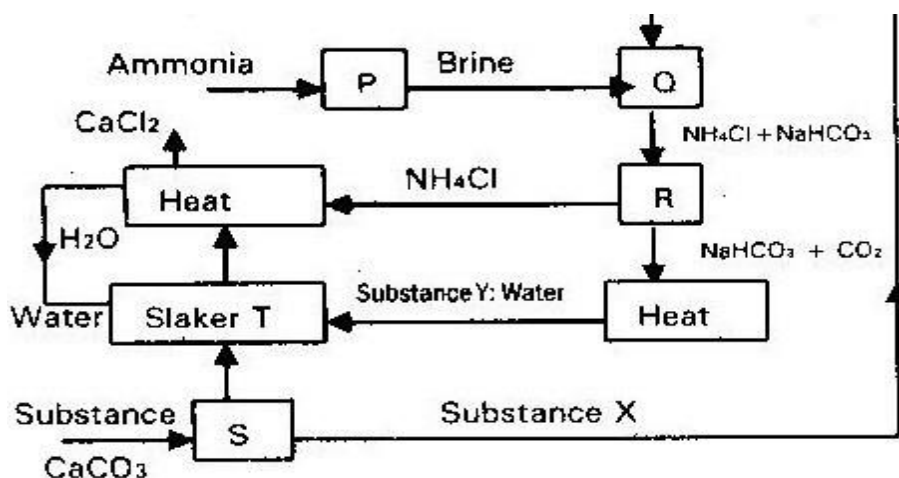 Ammonia
P
Brine
Q
CaCl₂
NH₄Cl + NaHCO₃
Heat
NH₄Cl
R
H₂O
NaHCO₃ + CO₂
Water
Slaker T
Substance Y: Water
Heat
Substance
CaCO₃
S
Substance X